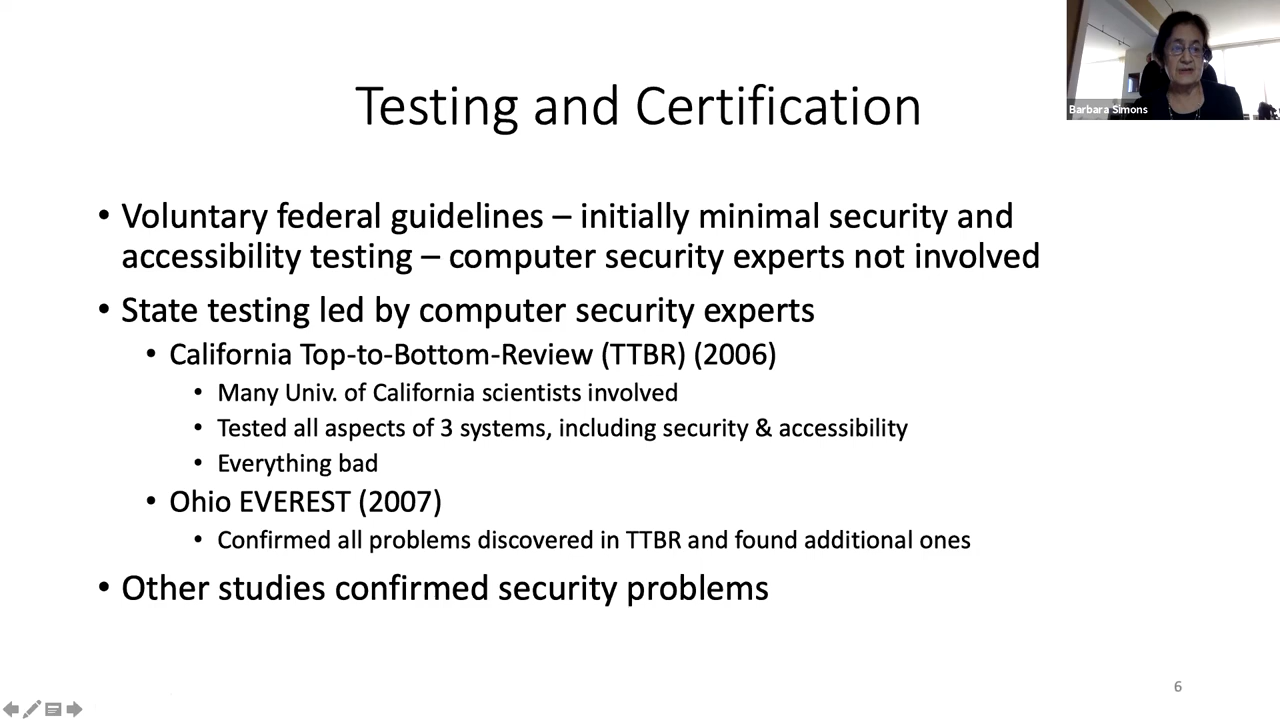 Barbara Simons
Testing and Certification
• Voluntary federal guidelines – initially minimal security and
accessibility testing – computer security experts not involved
• State testing led by computer security experts
• California Top-to-Bottom-Review (TTBR) (2006)
• Many Univ. of California scientists involved
• Tested all aspects of 3 systems, including security & accessibility
• Everything bad
• Ohio EVEREST (2007)
• Confirmed all problems discovered in TTBR and found additional ones
• Other studies confirmed security problems
6